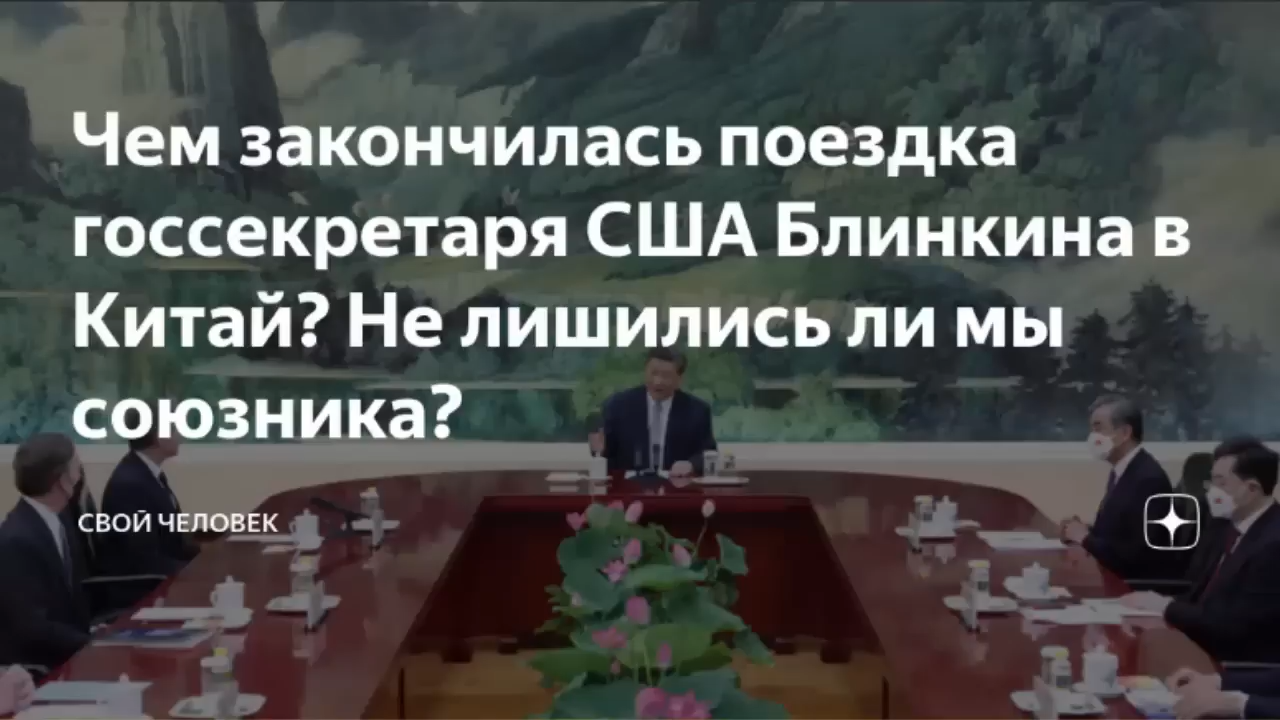 Чем закончилась поездка
госсекретаря США Блинкина в
Китай? Не лишились ли мы
союзника?
СВОЙ ЧЕЛОВЕК